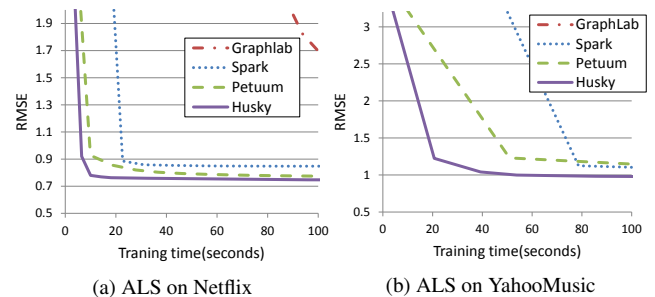 1.9
1.7
1.5
1.3
1.1
0.9
0.7
0.5
RMSE
Graphlab
Spark
Petuum
Husky
0 20 40 60 80 100
Traning time(seconds)
(a) ALS on Netflix
3
2.5
2
1.5
1
0.5
RMSE
GraphLab
Spark
Petuum
Husky
0 20 40 60 80 100
Training time(seconds)
(b) ALS on YahooMusic